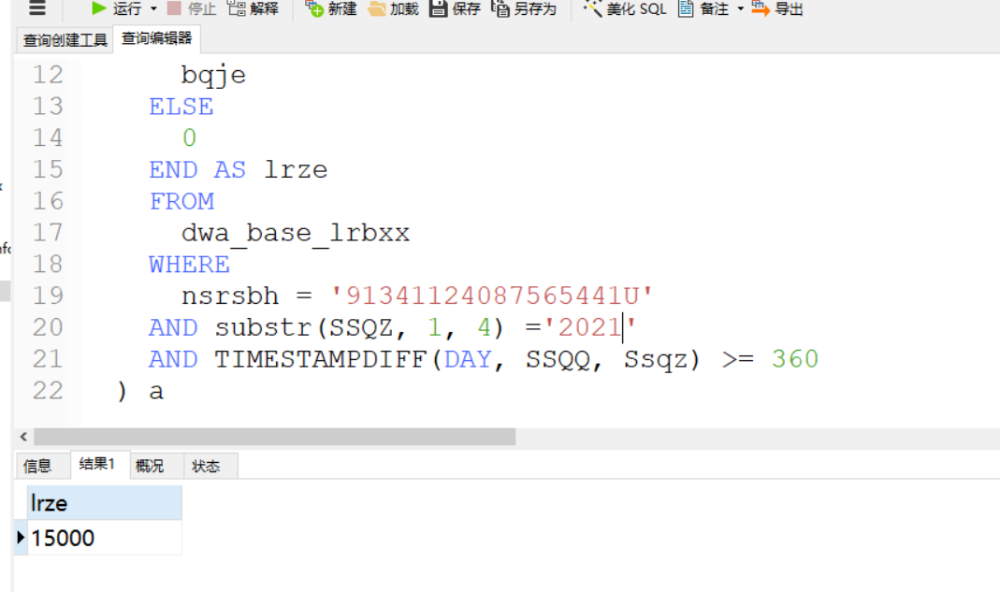 运行 停止 解释 新建 加载 保存 另存为 美化 SQL 备注 导出
查询创建工具 查询编辑器
12 bqje
13 ELSE
14 0
15 END AS lrze
16 FROM
17 dwa_base_lrbxx
18 WHERE
19 nsrsbh = '91341124087565441U'
20 AND substr(SSQZ, 1, 4) ='2021'
21 AND TIMESTAMPDIFF(DAY, SSQQ, Ssqz) >= 360
22 ) a
信息 结果1 概况 状态
lrze
15000